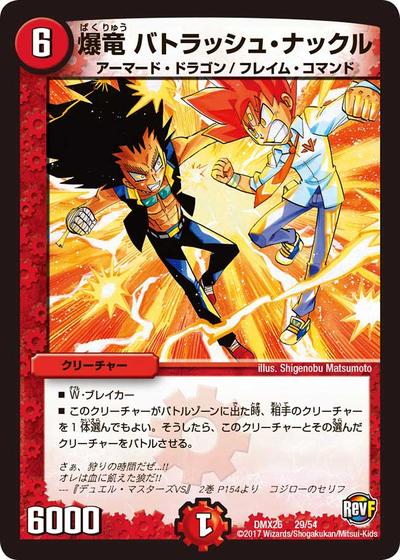 6
ばくりゅう
爆竜 バトラッシュ・ナックル
アーマード・ドラゴン / フレイム・コマンド
クリーチャー
illus. Shigenobu Matsumoto
■ W・ブレイカー
■ このクリーチャーがバトルゾーンに出た時、相手のクリーチャー
を1体選んでもよい。そうしたら、このクリーチャーとその選んだ
クリーチャーをバトルさせる。
さぁ、狩りの時間だぜ…!!
オレは血に飢えた狼だ!!
---『デュエル・マスターズVS』 2巻 P154より コジローのセリフ
6000
1
DMX26 29/54
©2017 Wizards/Shogakukan/Mitsui-Kids
RevF